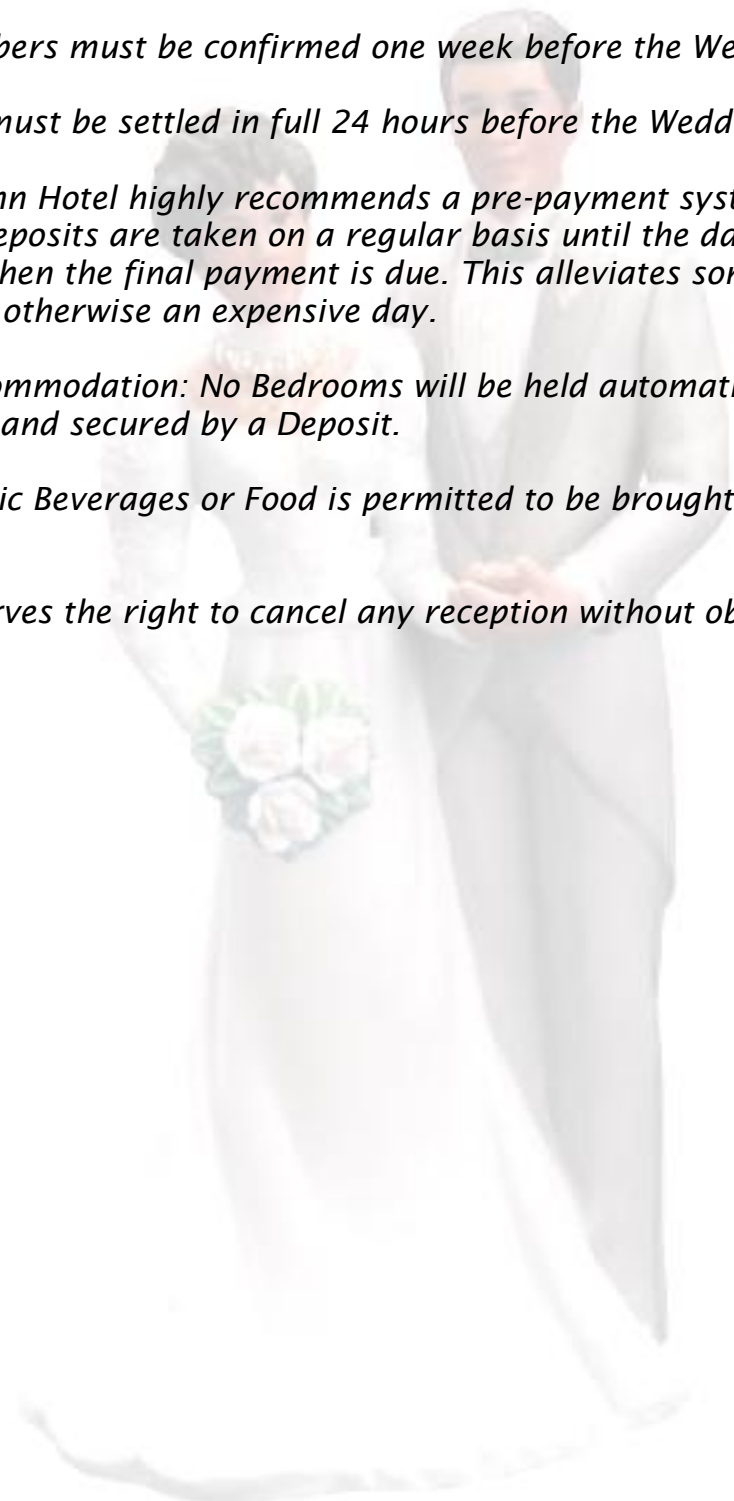 bers must be confirmed one week before the We
must be settled in full 24 hours before the Wedd
nn Hotel highly recommends a pre-payment syst
eposits are taken on a regular basis until the da
hen the final payment is due. This alleviates so
otherwise an expensive day.
ommodation: No Bedrooms will be held automati
and secured by a Deposit.
ic Beverages or Food is permitted to be brought
rves the right to cancel any reception without ob